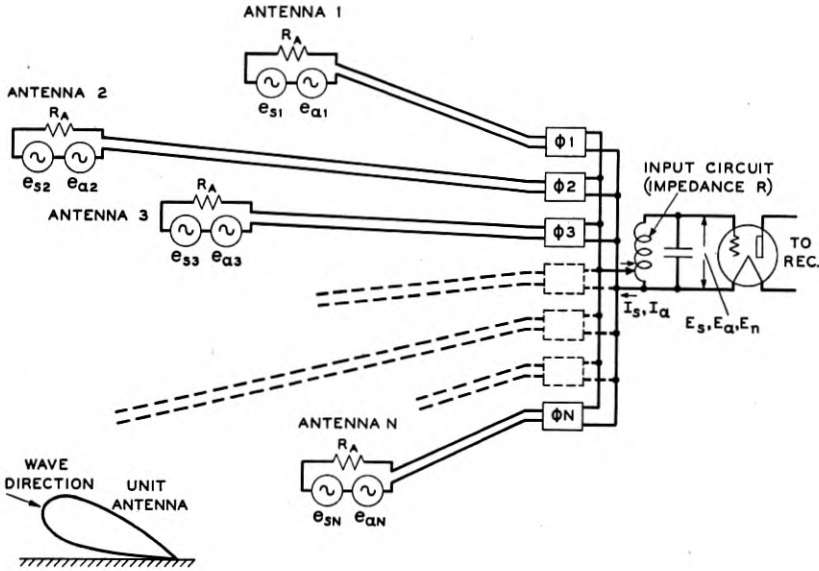 ANTENNA 1
R_A
e_s1 e_a1
ANTENNA 2
R_A
e_s2 e_a2
ANTENNA 3
R_A
e_s3 e_a3
ϕ1
ϕ2
ϕ3
INPUT CIRCUIT
(IMPEDANCE R)
TO
REC.
I_s, I_a
E_s, E_a, E_n
ANTENNA N
R_A
e_sN e_aN
ϕN
WAVE
DIRECTION
UNIT
ANTENNA